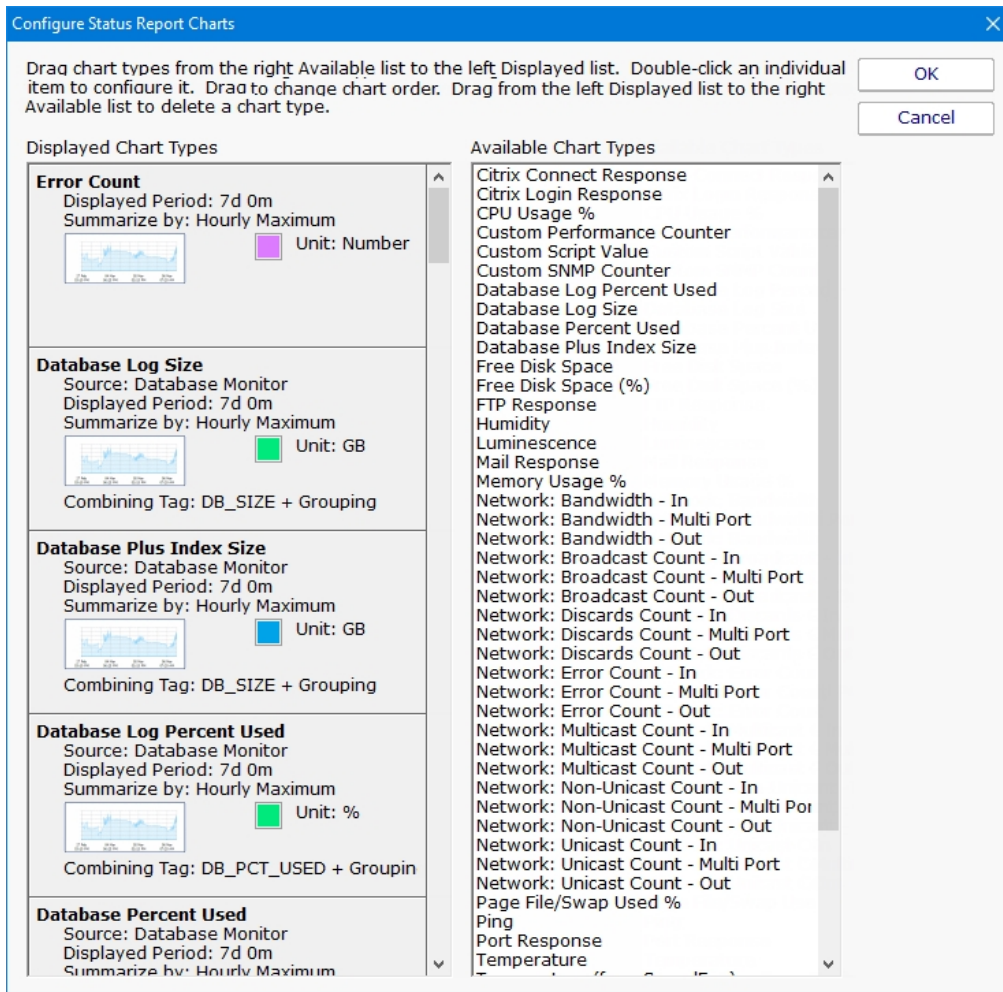 Configure Status Report Charts
Drag chart types from the right Available list to the left Displayed list. Double-click an individual
item to configure it. Drag to change chart order. Drag from the left Displayed list to the right
Available list to delete a chart type.
OK
Cancel
Displayed Chart Types
Error Count
Displayed Period: 7d 0m
Summarize by: Hourly Maximum
Unit: Number
Database Log Size
Source: Database Monitor
Displayed Period: 7d 0m
Summarize by: Hourly Maximum
Unit: GB
Combining Tag: DB_SIZE + Grouping
Database Plus Index Size
Source: Database Monitor
Displayed Period: 7d 0m
Summarize by: Hourly Maximum
Unit: GB
Combining Tag: DB_SIZE + Grouping
Database Log Percent Used
Source: Database Monitor
Displayed Period: 7d 0m
Summarize by: Hourly Maximum
Unit: %
Combining Tag: DB_PCT_USED + Groupin
Database Percent Used
Source: Database Monitor
Displayed Period: 7d 0m
Summarize by: Hourly Maximum
Available Chart Types
Citrix Connect Response
Citrix Login Response
CPU Usage %
Custom Performance Counter
Custom Script Value
Custom SNMP Counter
Database Log Percent Used
Database Log Size
Database Percent Used
Database Plus Index Size
Free Disk Space
Free Disk Space (%)
FTP Response
Humidity
Luminescence
Mail Response
Memory Usage %
Network: Bandwidth - In
Network: Bandwidth - Multi Port
Network: Bandwidth - Out
Network: Broadcast Count - In
Network: Broadcast Count - Multi Port
Network: Broadcast Count - Out
Network: Discards Count - In
Network: Discards Count - Multi Port
Network: Discards Count - Out
Network: Error Count - In
Network: Error Count - Multi Port
Network: Error Count - Out
Network: Multicast Count - In
Network: Multicast Count - Multi Port
Network: Multicast Count - Out
Network: Non-Unicast Count - In
Network: Non-Unicast Count - Multi Por
Network: Non-Unicast Count - Out
Network: Unicast Count - In
Network: Unicast Count - Multi Port
Network: Unicast Count - Out
Page File/Swap Used %
Ping
Port Response
Temperature